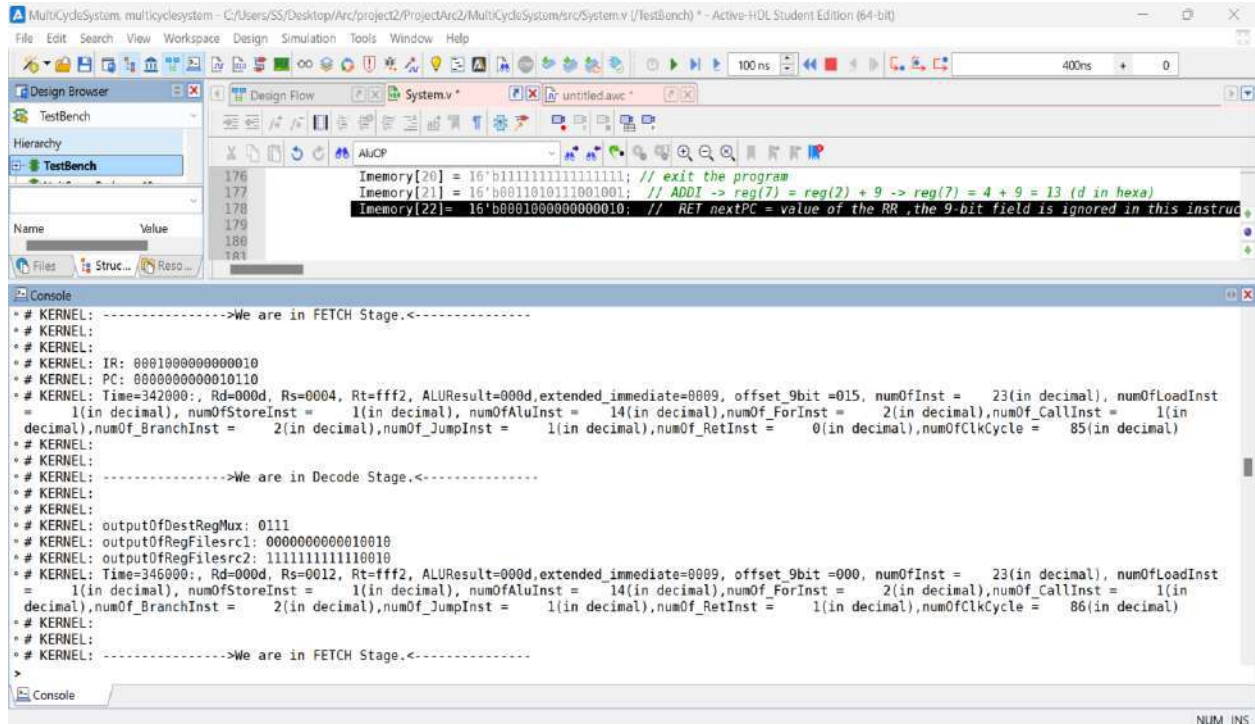 MultiCycleSystem, multicyclesystem - C:/Users/SS/Desktop/Arc/project2/ProjectArc2/MultiCycleSystem/src/System.v (/TestBench) * - Active-HDL Student Edition (64-bit)
File Edit Search View Workspace Design Simulation Tools Window Help
100 ns 400ns + 0
Design Browser
Design Flow System.v * untitled.awc *
TestBench
Hierarchy
AluOP
TestBench
176 Imemory[20] = 16'b1111111111111111; // exit the program
177 Imemory[21] = 16'b0011010111001001; // ADDI -> reg(7) = reg(2) + 9 -> reg(7) = 4 + 9 = 13 (d in hexa)
178 Imemory[22]= 16'b0001000000000010; // RET nextPC = value of the RR ,the 9-bit field is ignored in this instruc
179
180
181
Name Value
Files Struc... Reso...
Console
# KERNEL: ---------------->We are in FETCH Stage.<---------------
# KERNEL:
# KERNEL:
# KERNEL: IR: 0001000000000010
# KERNEL: PC: 0000000000010110
# KERNEL: Time=342000:, Rd=000d, Rs=0004, Rt=fff2, ALUResult=000d,extended_immediate=0009, offset_9bit =015, numOfInst = 23(in decimal), numOfLoadInst
= 1(in decimal), numOfStoreInst = 1(in decimal), numOfAluInst = 14(in decimal),numOf_ForInst = 2(in decimal),numOf_CallInst = 1(in
decimal),numOf_BranchInst = 2(in decimal),numOf_JumpInst = 1(in decimal),numOf_RetInst = 0(in decimal),numOfClkCycle = 85(in decimal)
# KERNEL:
# KERNEL:
# KERNEL: ---------------->We are in Decode Stage.<---------------
# KERNEL:
# KERNEL:
# KERNEL: outputOfDestRegMux: 0111
# KERNEL: outputOfRegFilesrc1: 0000000000010010
# KERNEL: outputOfRegFilesrc2: 1111111111110010
# KERNEL: Time=346000:, Rd=000d, Rs=0012, Rt=fff2, ALUResult=000d,extended_immediate=0009, offset_9bit =000, numOfInst = 23(in decimal), numOfLoadInst
= 1(in decimal), numOfStoreInst = 1(in decimal), numOfAluInst = 14(in decimal),numOf_ForInst = 2(in decimal),numOf_CallInst = 1(in
decimal),numOf_BranchInst = 2(in decimal),numOf_JumpInst = 1(in decimal),numOf_RetInst = 1(in decimal),numOfClkCycle = 86(in decimal)
# KERNEL:
# KERNEL:
# KERNEL: ---------------->We are in FETCH Stage.<---------------
>
Console
NUM INS